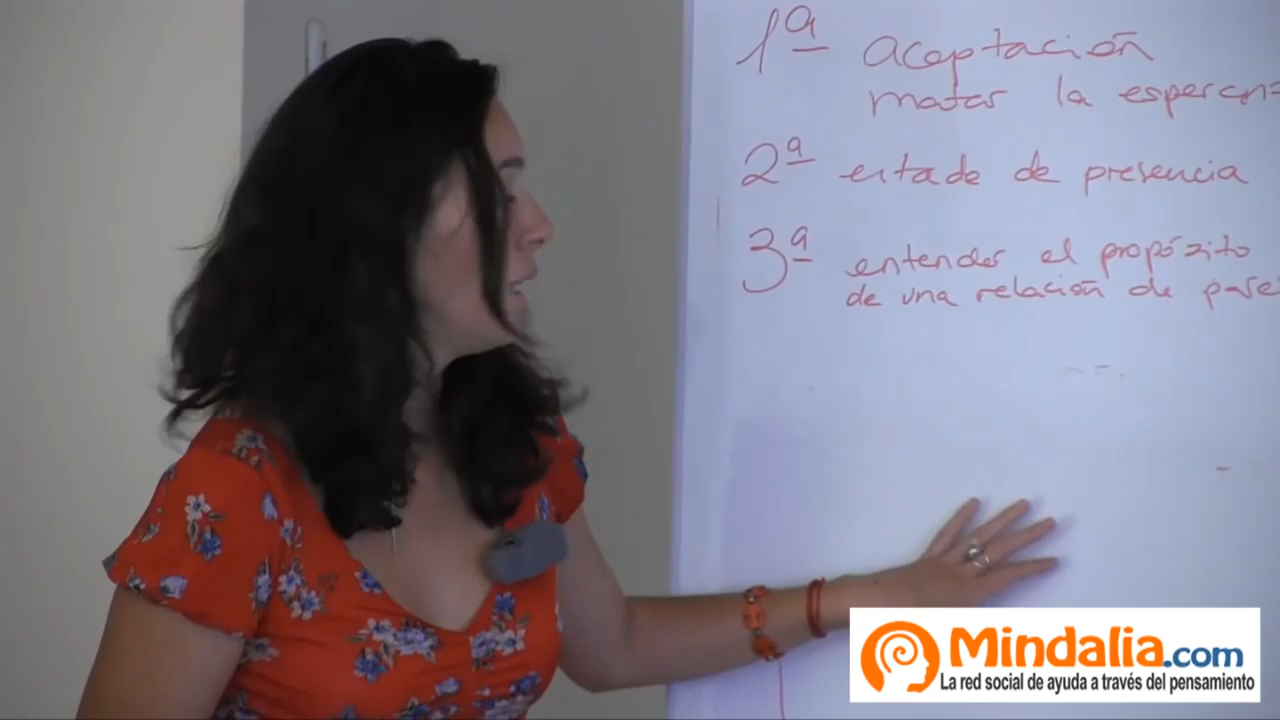 1ª aceptación
matar la esperan
2ª estado de presencia
3ª entender el propózito
de una relación de pare
Mindalia.com
La red social de ayuda a través del pensamiento